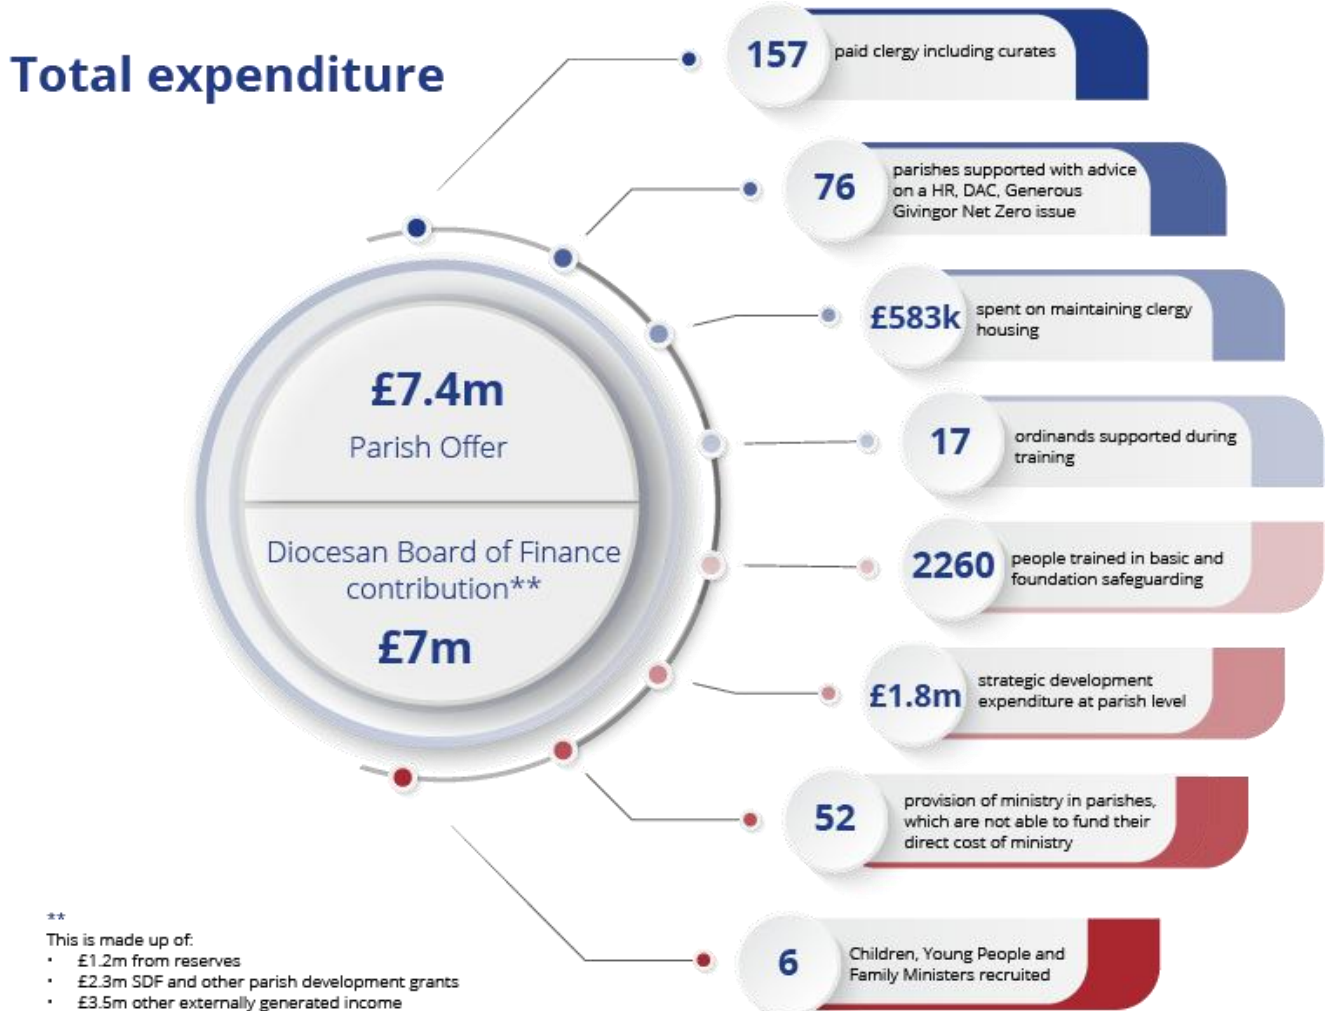 Total expenditure
157
paid clergy including curates
76
parishes supported with advice
on a HR, DAC, Generous
Givingor Net Zero issue
£583k
spent on maintaining clergy
housing
£7.4m
Parish Offer
17
ordinands supported during
training
Diocesan Board of Finance
contribution**
£7m
2260
people trained in basic and
foundation safeguarding
£1.8m
strategic development
expenditure at parish level
52
provision of ministry in parishes,
which are not able to fund their
direct cost of ministry
6
Children, Young People and
Family Ministers recruited
**
This is made up of:
• £1.2m from reserves
• £2.3m SDF and other parish development grants
• £3.5m other externally generated income